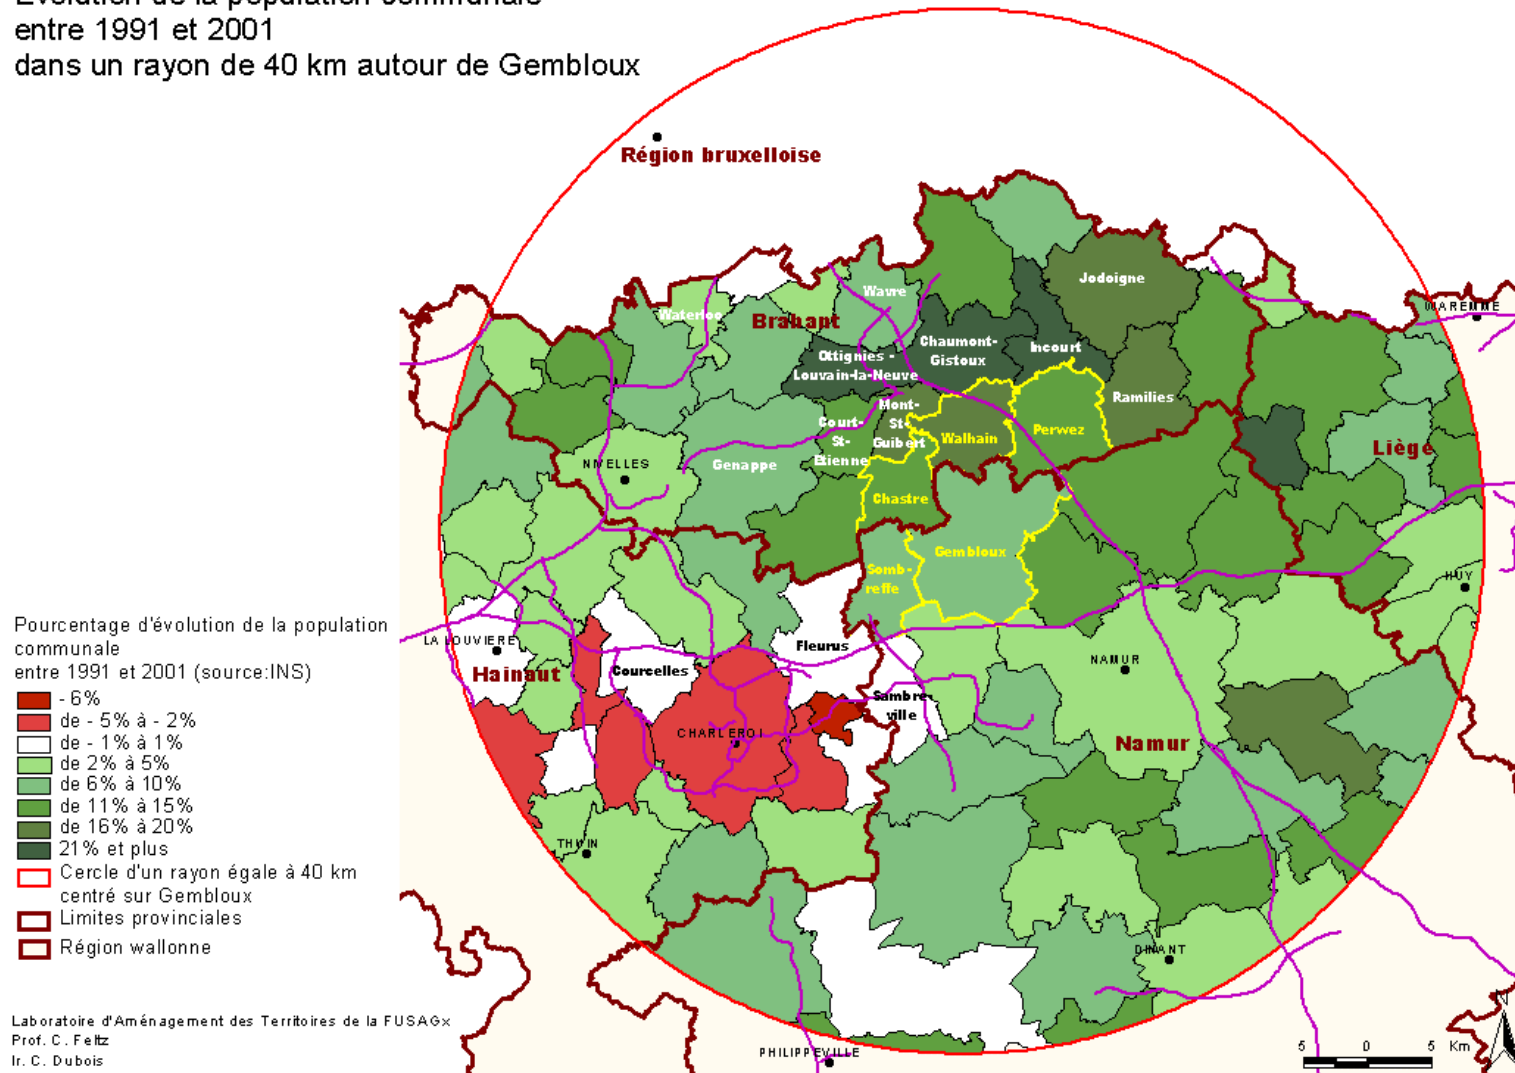 Evolution de la population communale
entre 1991 et 2001
dans un rayon de 40 km autour de Gembloux
Région bruxelloise
Jodoigne
Wavre
WAREMME
Waterloo
Brabant
Chaumont-
Gistoux
Incourt
Ottignies -
Louvain-la-Neuve
Ramilies
Mont-
St-
Guibert
Court-
St-
Etienne
Walhain
Perwez
Liège
NIVELLES
Genappe
Chastre
Gembloux
Somb-
reffe
HUY
Pourcentage d'évolution de la population
communale
entre 1991 et 2001 (source:INS)
- 6%
de - 5% à - 2%
de - 1% à 1%
de 2% à 5%
de 6% à 10%
de 11% à 15%
de 16% à 20%
21% et plus
Cercle d'un rayon égale à 40 km
centré sur Gembloux
Limites provinciales
Région wallonne
LA LOUVIERE
Hainaut
Courcelles
Fleurus
NAMUR
Sambre-
ville
CHARLEROI
Namur
THUIN
DINANT
PHILIPPEVILLE
Laboratoire d'Aménagement des Territoires de la FUSAGx
Prof. C. Feltz
Ir. C. Dubois
N
5 0 5 Km